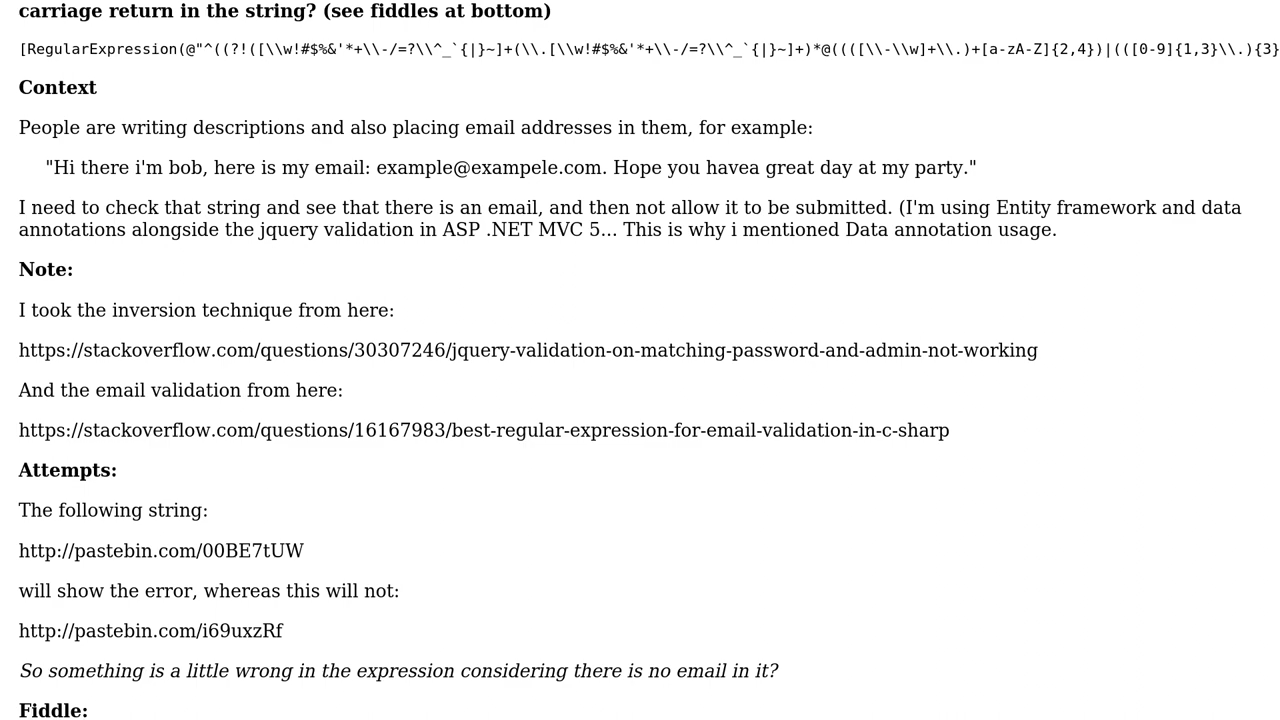 carriage return in the string? (see fiddles at bottom)
[RegularExpression(@"^((?!([\\w!#$%&'*+\\-/=?\\^_`{|}~]+(\\.[\\w!#$%&'*+\\-/=?\\^_`{|}~]+)*@((([\\-\\w]+\\.)+[a-zA-Z]{2,4})|(([0-9]{1,3}\\.){3}
Context
People are writing descriptions and also placing email addresses in them, for example:
"Hi there i'm bob, here is my email: example@exampele.com. Hope you havea great day at my party."
I need to check that string and see that there is an email, and then not allow it to be submitted. (I'm using Entity framework and data
annotations alongside the jquery validation in ASP .NET MVC 5... This is why i mentioned Data annotation usage.
Note:
I took the inversion technique from here:
https://stackoverflow.com/questions/30307246/jquery-validation-on-matching-password-and-admin-not-working
And the email validation from here:
https://stackoverflow.com/questions/16167983/best-regular-expression-for-email-validation-in-c-sharp
Attempts:
The following string:
http://pastebin.com/00BE7tUW
will show the error, whereas this will not:
http://pastebin.com/i69uxzRf
So something is a little wrong in the expression considering there is no email in it?
Fiddle: